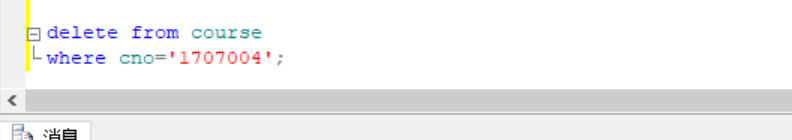 delete from course
where cno='1707004';
消息